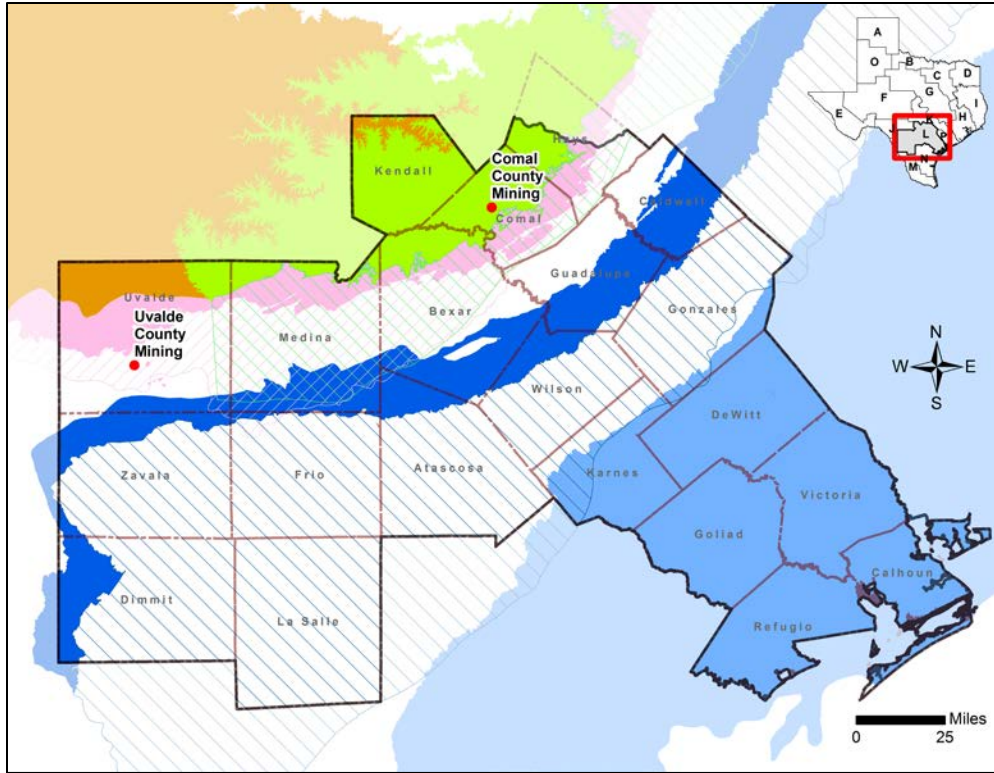 A
O
B
C
D
F
G
E
I
H
K
L
P
J
M
N
Hays
Kendall
Comal
County
Mining
Comal
Caldwell
Guadalupe
Uvalde
Uvalde
County
Mining
Medina
Bexar
Gonzales
Wilson
DeWitt
Zavala
Frio
Atascosa
Karnes
Victoria
Goliad
Calhoun
Dimmit
La Salle
Refugio
N
W E
S
Miles
0 25